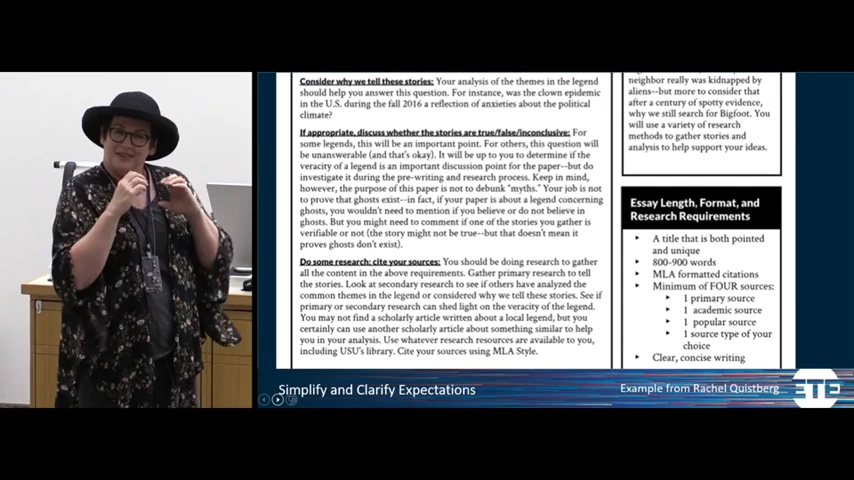 Consider why we tell these stories: Your analysis of the themes in the legend
should help you answer this question. For instance, was the clown epidemic
in the U.S. during the fall 2016 a reflection of anxieties about the political
climate?
If appropriate, discuss whether the stories are true/false/inconclusive: For
some legends, this will be an important point. For others, this question will
be unanswerable (and that's okay). It will be up to you to determine if the
veracity of a legend is an important discussion point for the paper--but do
investigate it during the pre-writing and research process. Keep in mind,
however, the purpose of this paper is not to debunk "myths." Your job is not
to prove that ghosts exist--in fact, if your paper is about a legend concerning
ghosts, you wouldn't need to mention if you believe or do not believe in
ghosts. But you might need to comment if one of the stories you gather is
verifiable or not (the story might not be true--but that doesn't mean it
proves ghosts don't exist).
Do some research; cite your sources: You should be doing research to gather
all the content in the above requirements. Gather primary research to tell
the stories. Look at secondary research to see if others have analyzed the
common themes in the legend or considered why we tell these stories. See if
primary or secondary research can shed light on the veracity of the legend.
You may not find a scholarly article written about a local legend, but you
certainly can use another scholarly article about something similar to help
you in your analysis. Use whatever research resources are available to you,
including USU's library. Cite your sources using MLA Style.
neighbor really was kidnapped by
aliens--but more to consider that
after a century of spotty evidence,
why we still search for Bigfoot. You
will use a variety of research
methods to gather stories and
analysis to help support your ideas.
Essay Length, Format, and
Research Requirements
A title that is both pointed
and unique
800-900 words
MLA formatted citations
Minimum of FOUR sources:
1 primary source
1 academic source
1 popular source
1 source type of your
choice
Clear, concise writing
Simplify and Clarify Expectations
Example from Rachel Quistberg
ETE